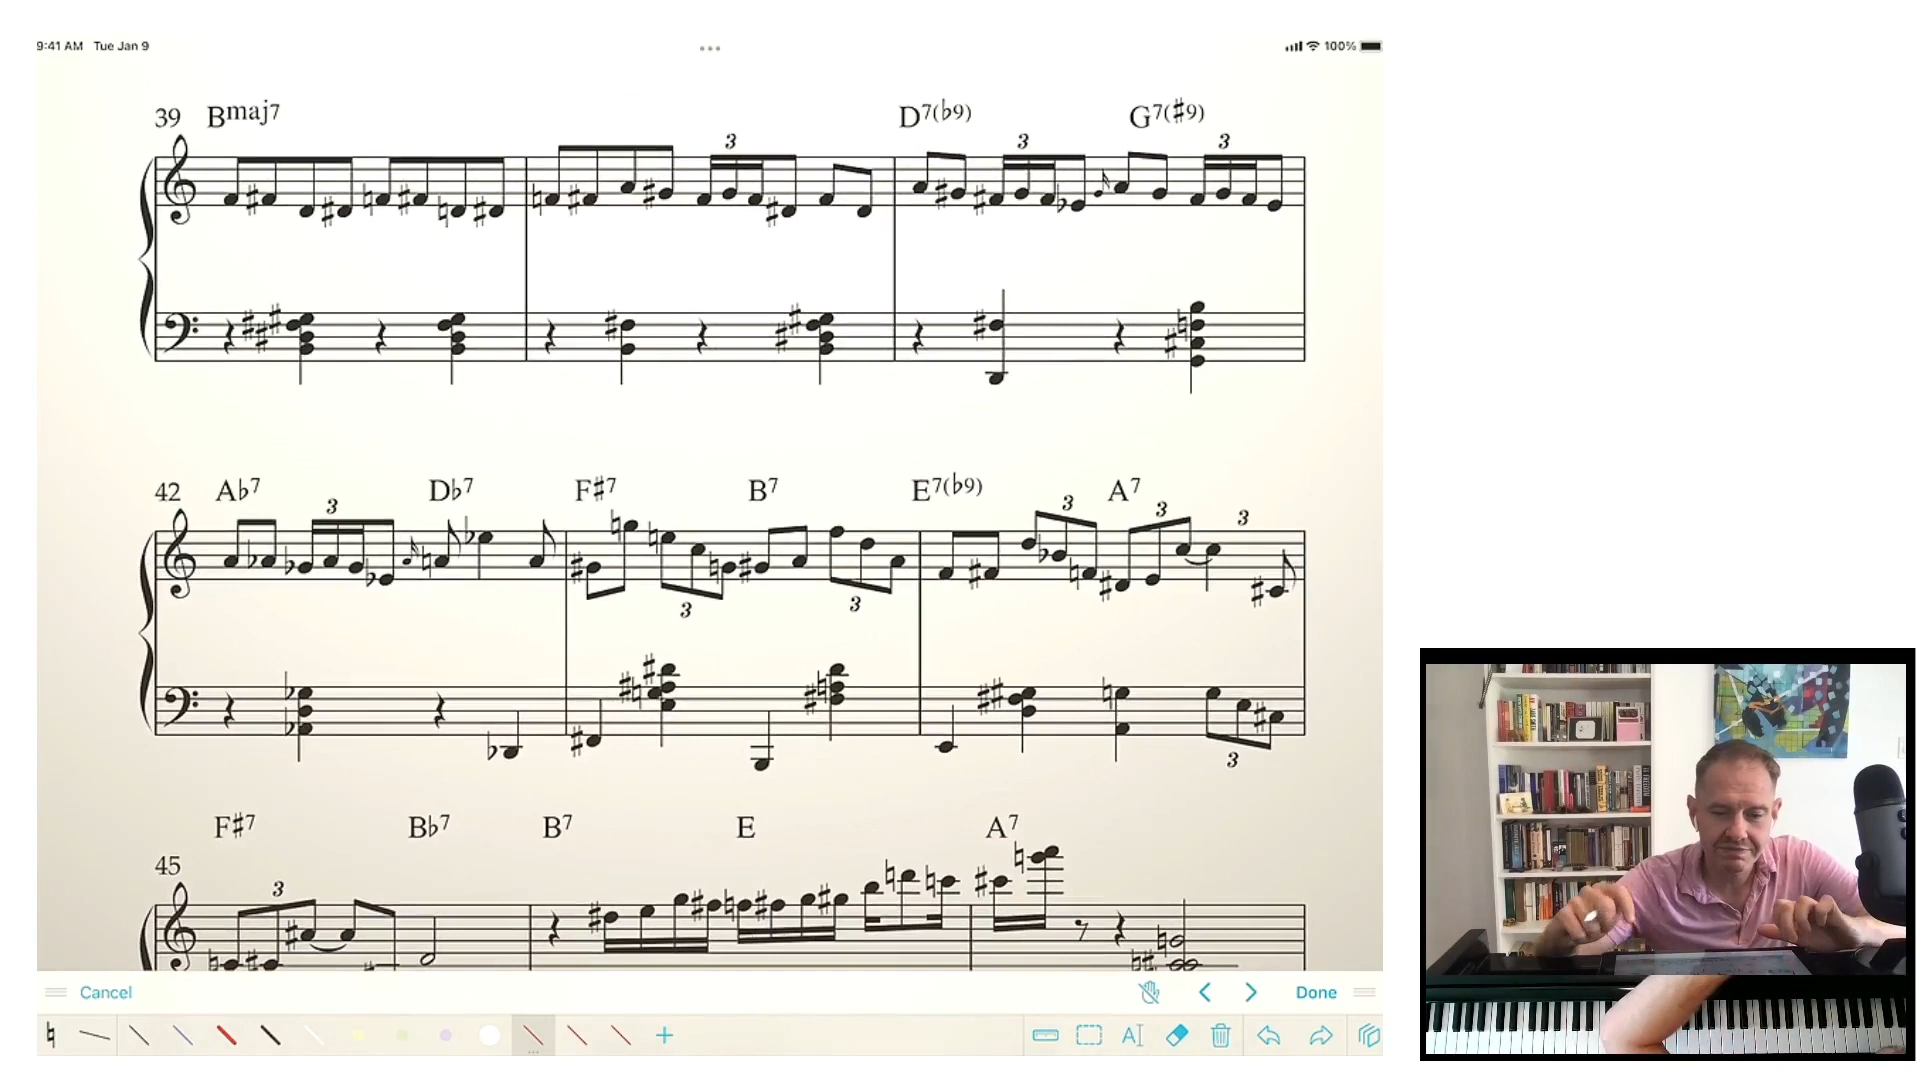 9:41 AM Tue Jan 9
100%
39 Bmaj7 D7(♭9) G7(♯9)
3 3 3
42 A♭7 D♭7 F♯7 B7 E7(♭9) A7
3 3 3 3
3 3
3
F♯7 B♭7 B7 E A7
45
3
Cancel Done
A